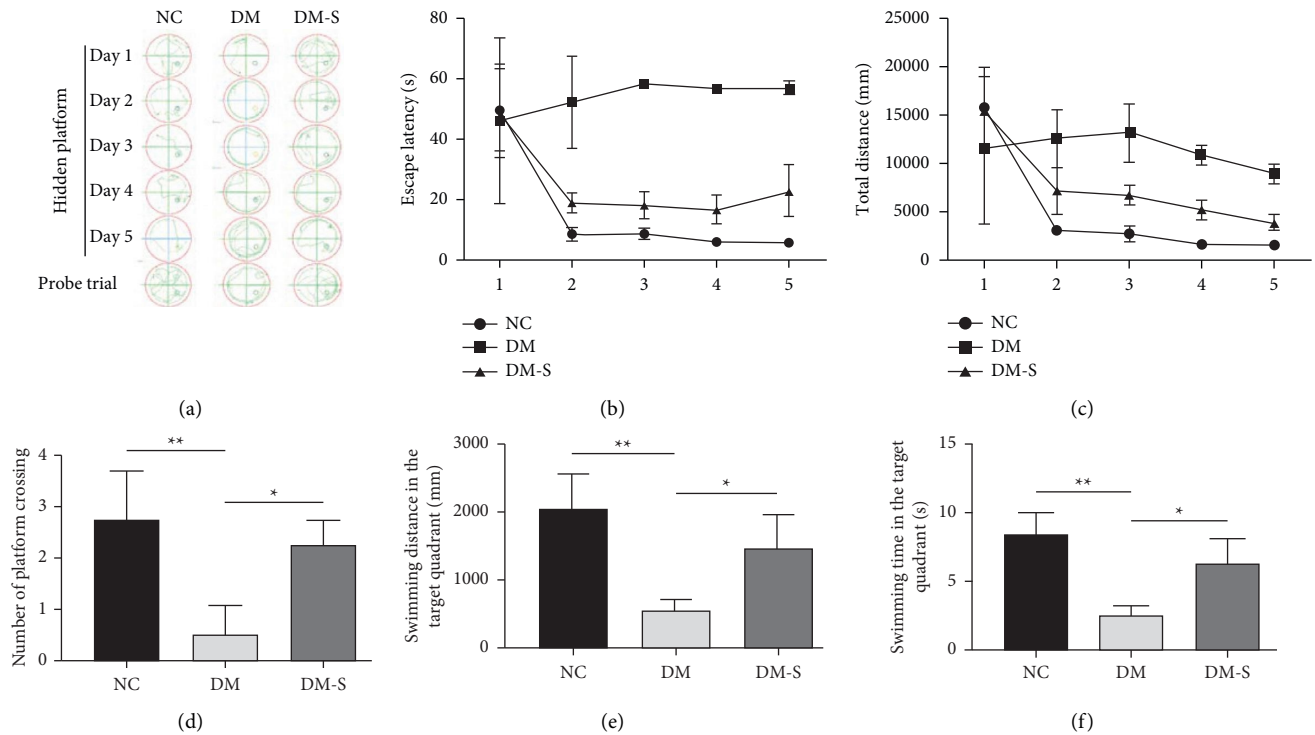 NC DM DM-S
Hidden platform
Day 1
Day 2
Day 3
Day 4
Day 5
Probe trial
(a)
Escape latency (s)
80
60
40
20
0
1 2 3 4 5
NC
DM
DM-S
(b)
Total distance (mm)
25000
20000
15000
10000
5000
0
1 2 3 4 5
NC
DM
DM-S
(c)
Number of platform crossing
4
3
2
1
0
**
*
NC DM DM-S
(d)
Swimming distance in the
target quadrant (mm)
3000
2000
1000
0
**
*
NC DM DM-S
(e)
Swimming time in the target
quadrant (s)
15
10
5
0
**
*
NC DM DM-S
(f)